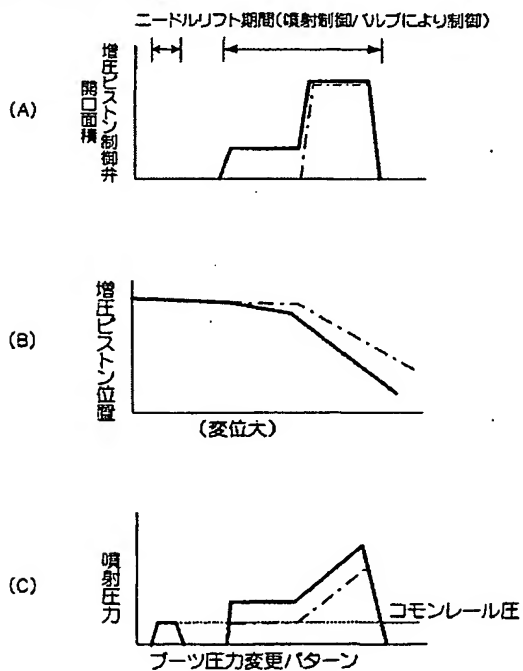 ニードルリフト期間(噴射制御バルブにより制御)
(A)
増圧ピストン制御弁
開口面積
(B)
増圧ピストン位置
(変位大)
(C)
噴射圧力
コモンレール圧
ブーツ圧力変更パターン